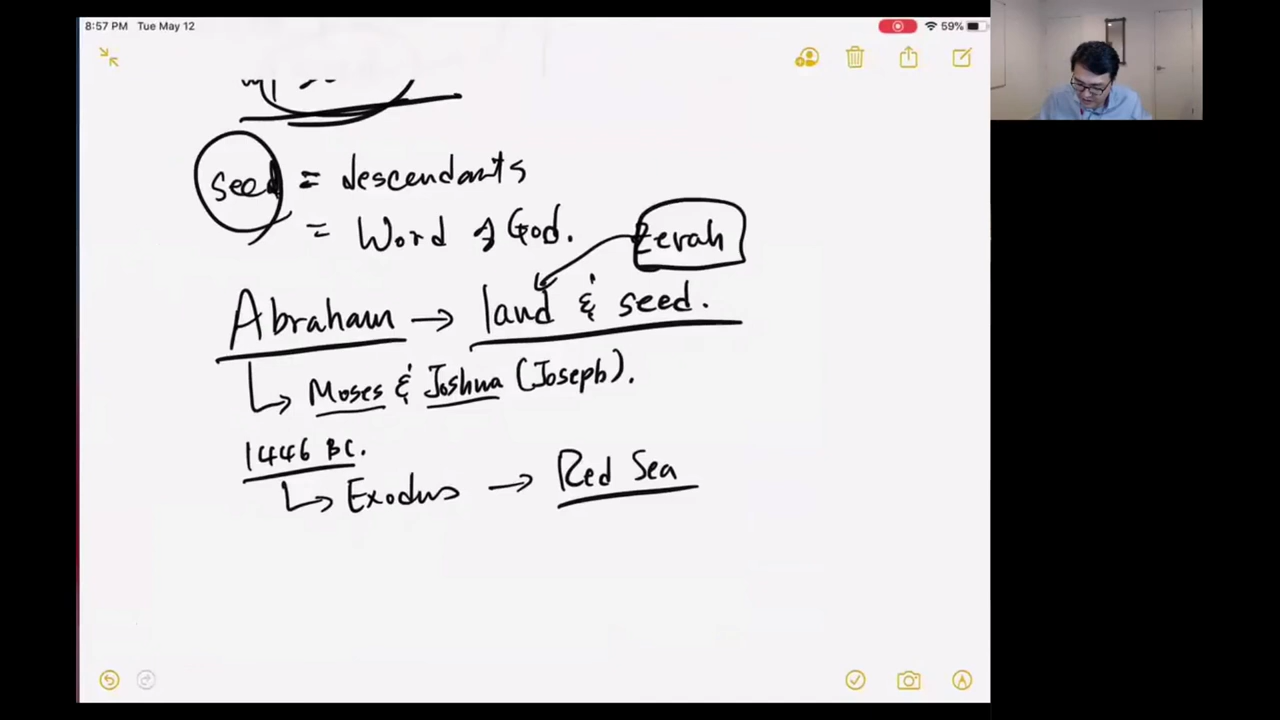 8:57 PM Tue May 12
59%
seed = descendants
= Word of God.
Zerah
Abraham → land & seed.
↳ Moses & Joshua (Joseph).
1446 BC.
↳ Exodus → Red Sea